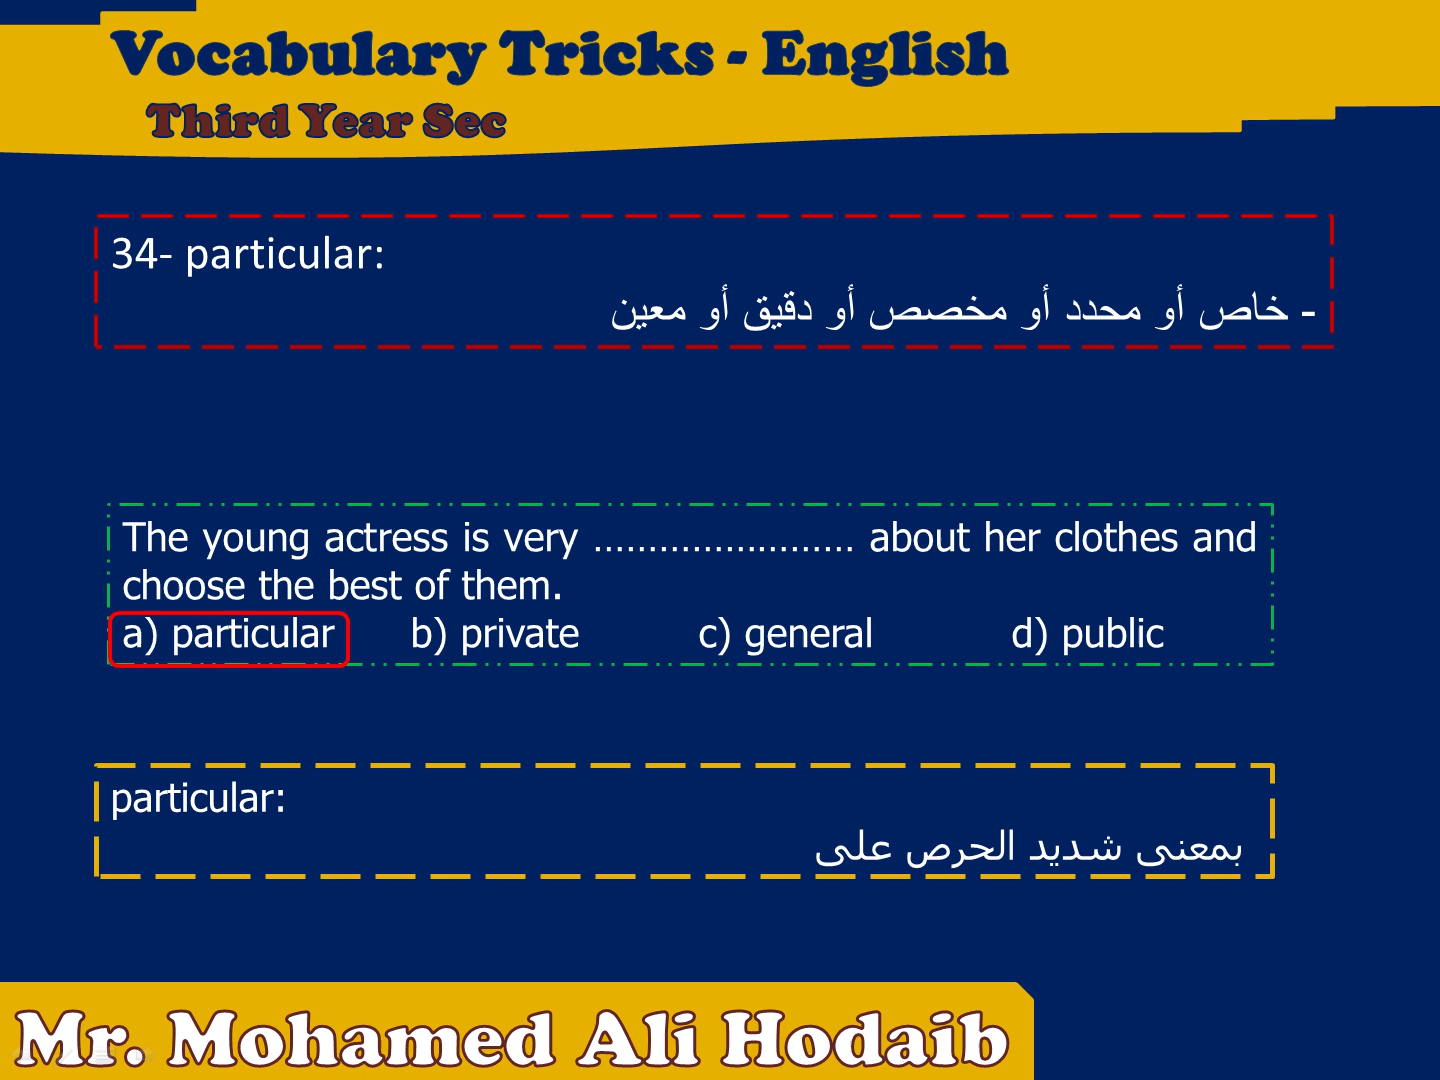 Vocabulary Tricks - English
Third Year Sec
34- particular:
- خاص أو محدد أو مخصص أو دقيق أو معين
The young actress is very ........................ about her clothes and
choose the best of them.
a) particular b) private c) general d) public
particular:
بمعنى شديد الحرص على
Mr. Mohamed Ali Hodaib